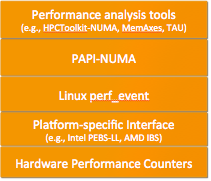 Performance analysis tools
(e.g., HPCToolkit-NUMA, MemAxes, TAU)
PAPI-NUMA
Linux perf_event
Platform-specific Interface
(e.g., Intel PEBS-LL, AMD IBS)
Hardware Performance Counters